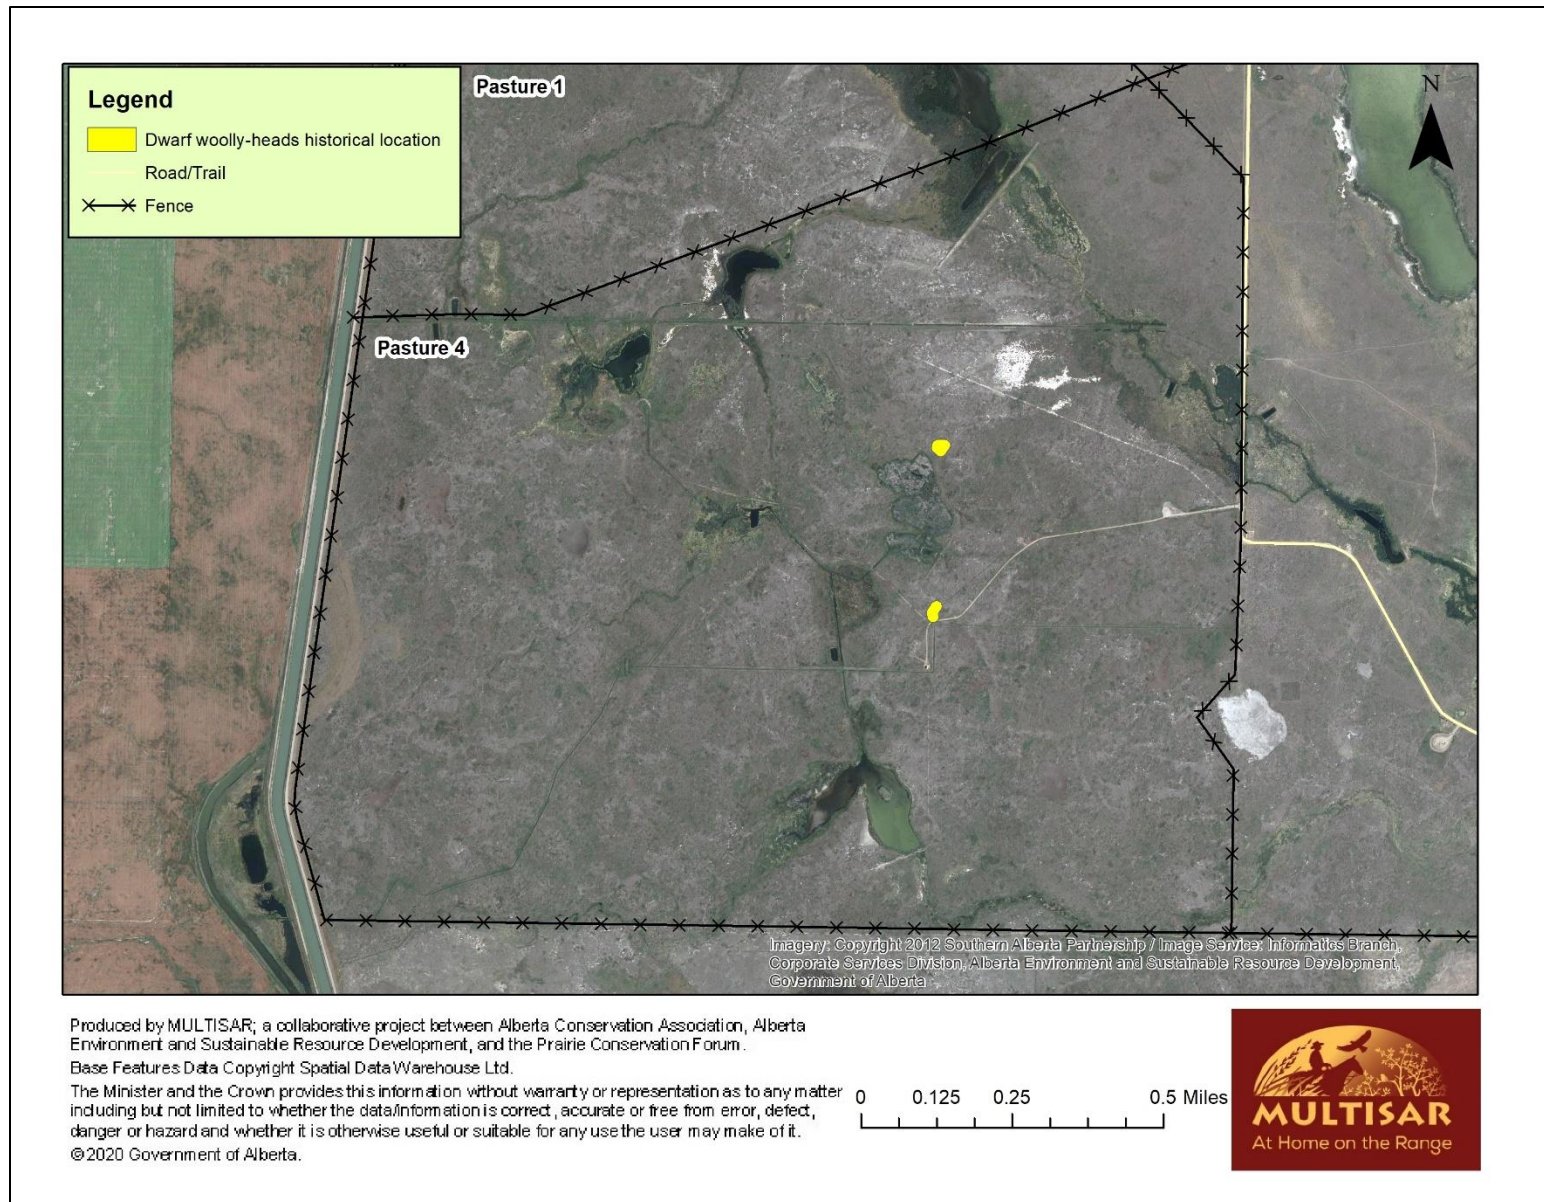 Pasture 1
N
Legend
Dwarf woolly-heads historical location
Road/Trail
Fence
Pasture 4
Imagery: Copyright 2012 Southern Alberta Partnership / Image Service: Informatics Branch,
Corporate Services Division, Alberta Environment and Sustainable Resource Development,
Government of Alberta
Produced by MULTISAR; a collaborative project between Alberta Conservation Association, Alberta
Environment and Sustainable Resource Development, and the Prairie Conservation Forum.
Base Features Data Copyright Spatial Data Warehouse Ltd.
The Minister and the Crown provides this information without warranty or representation as to any matter
including but not limited to whether the data/information is correct, accurate or free from error, defect,
danger or hazard and whether it is otherwise useful or suitable for any use the user may make of it.
©2020 Government of Alberta.
0 0.125 0.25 0.5 Miles
MULTISAR
At Home on the Range